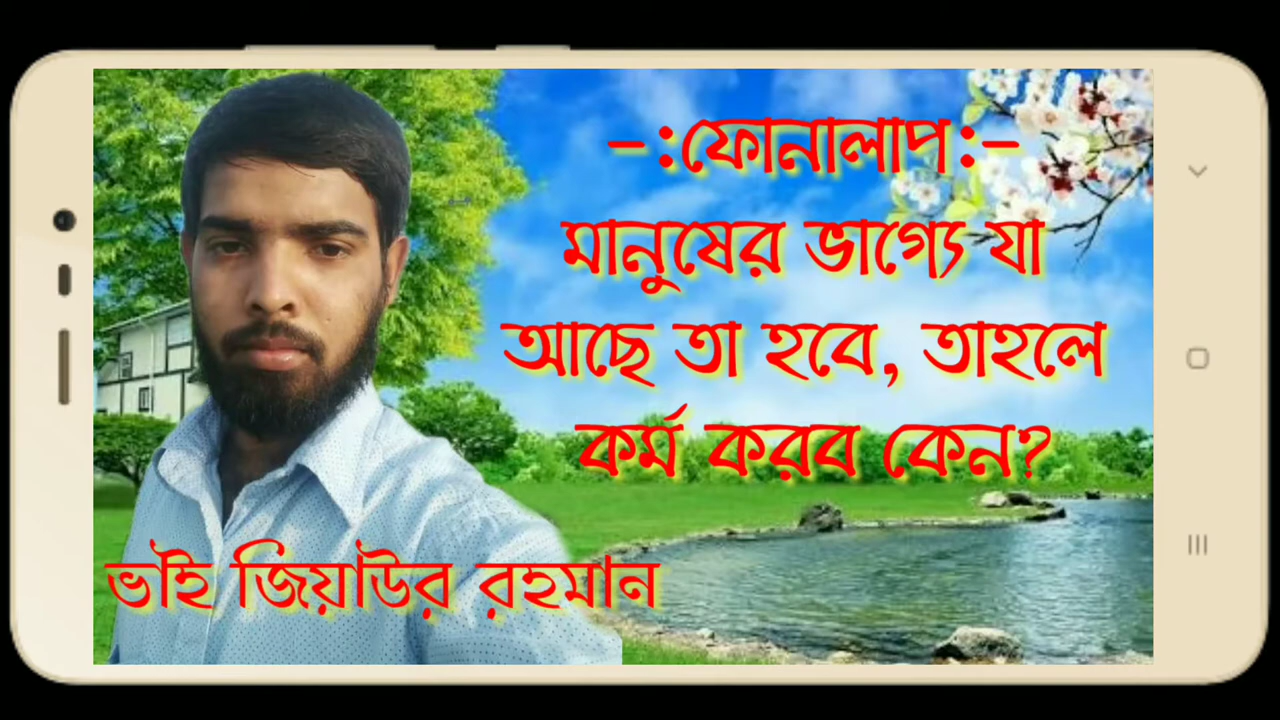 -:ফোনালাপ:-
মানুষের ভাগ্যে যা
আছে তা হবে, তাহলে
কর্ম করব কেন?
ভাই জিয়াউর রহমান